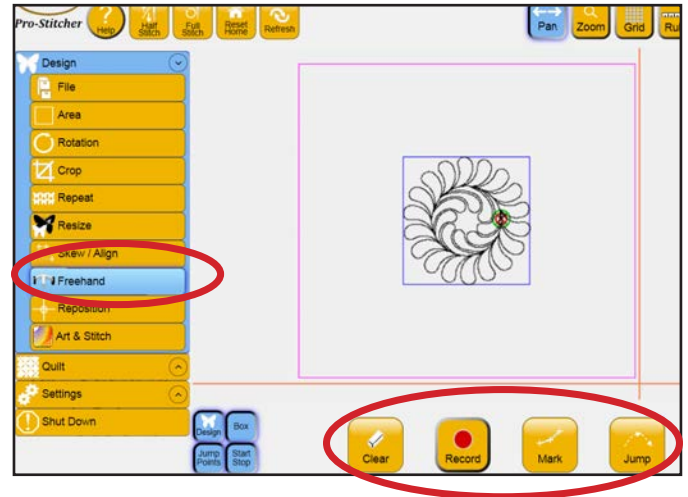 Pro-Stitcher
Help
Half
Stitch
Full
Stitch
Reset
Home
Refresh
Pan
Zoom
Grid
Ru
Design
File
Area
Rotation
Crop
Repeat
Resize
Skew / Align
Freehand
Reposition
Art & Stitch
Quilt
Settings
Shut Down
Design
Box
Jump
Points
Start
Stop
Clear
Record
Mark
Jump